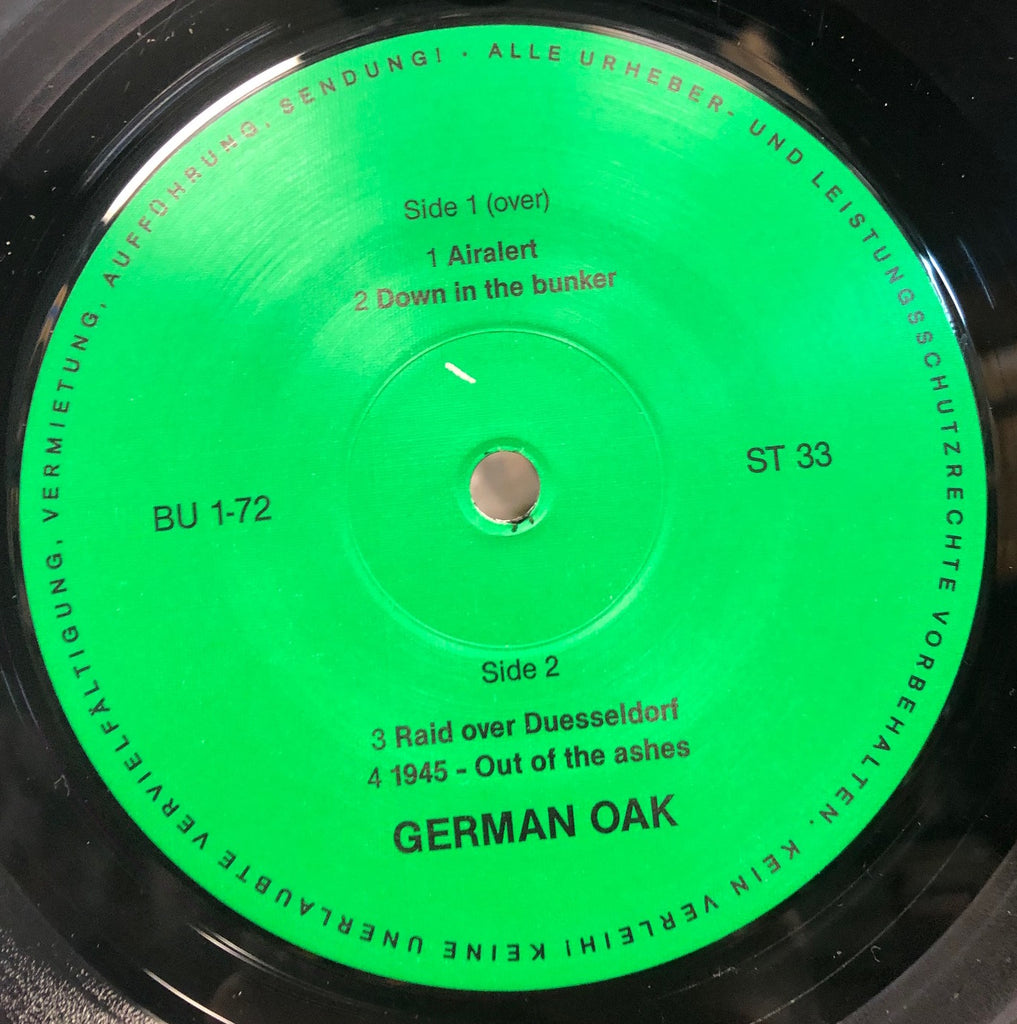 ALLE URHEBER- UND LEISTUNGSSCHUTZRECHTE VORBEHALTEN. KEIN VERLEIH! KEINE UNERLAUBTE VERVIELFÄLTIGUNG, VERMIETUNG, AUFFÜHRUNG, SENDUNG! ·
Side 1 (over)
1 Airalert
2 Down in the bunker
BU 1-72
ST 33
Side 2
3 Raid over Duesseldorf
4 1945 - Out of the ashes
GERMAN OAK